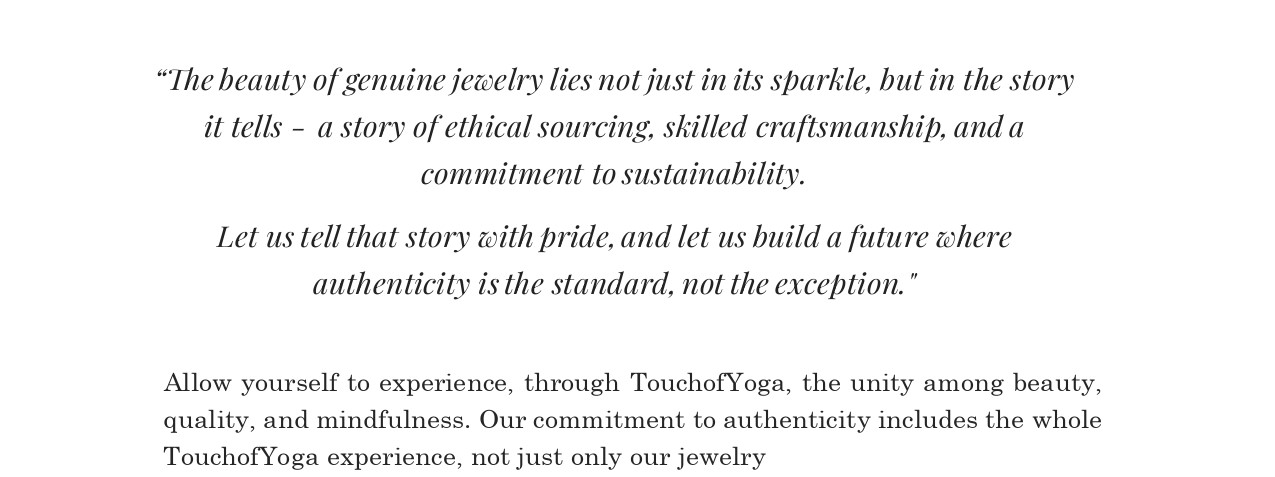 “The beauty of genuine jewelry lies not just in its sparkle, but in the story
it tells – a story of ethical sourcing, skilled craftsmanship, and a
commitment to sustainability.
Let us tell that story with pride, and let us build a future where
authenticity is the standard, not the exception."
Allow yourself to experience, through TouchofYoga, the unity among beauty,
quality, and mindfulness. Our commitment to authenticity includes the whole
TouchofYoga experience, not just only our jewelry